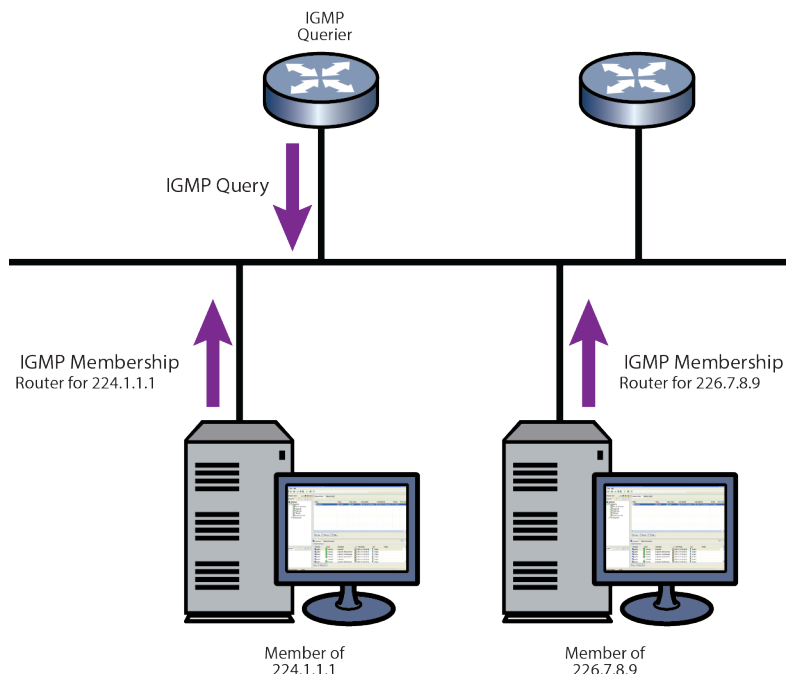 IGMP
Querier
IGMP Query
IGMP Membership
Router for 224.1.1.1
IGMP Membership
Router for 226.7.8.9
Member of
224.1.1.1
Member of
226.7.8.9